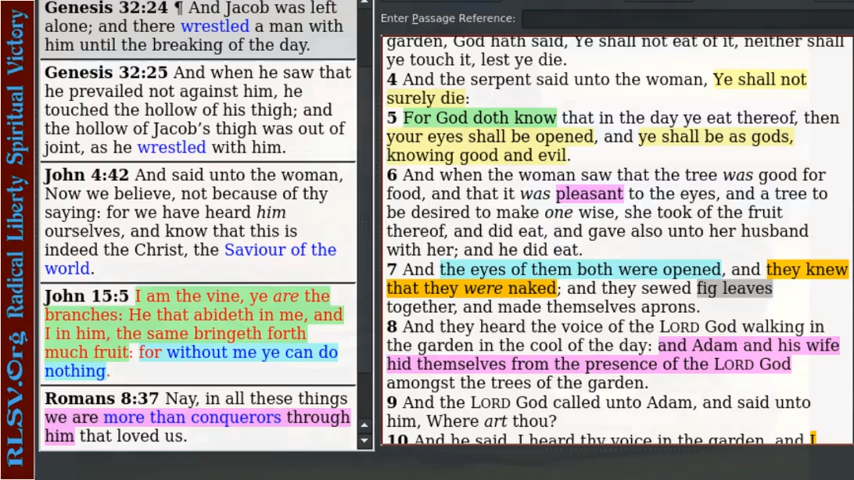 RLSV.Org Radical Liberty Spiritual Victory
Genesis 32:24 ¶ And Jacob was left
alone; and there wrestled a man with
him until the breaking of the day.
Genesis 32:25 And when he saw that
he prevailed not against him, he
touched the hollow of his thigh; and
the hollow of Jacob's thigh was out of
joint, as he wrestled with him.
John 4:42 And said unto the woman,
Now we believe, not because of thy
saying: for we have heard him
ourselves, and know that this is
indeed the Christ, the Saviour of the
world.
John 15:5 I am the vine, ye are the
branches: He that abideth in me, and
I in him, the same bringeth forth
much fruit: for without me ye can do
nothing.
Romans 8:37 Nay, in all these things
we are more than conquerors through
him that loved us.
Enter Passage Reference:
garden, God hath said, Ye shall not eat of it, neither shall
ye touch it, lest ye die.
4 And the serpent said unto the woman, Ye shall not
surely die:
5 For God doth know that in the day ye eat thereof, then
your eyes shall be opened, and ye shall be as gods,
knowing good and evil.
6 And when the woman saw that the tree was good for
food, and that it was pleasant to the eyes, and a tree to
be desired to make one wise, she took of the fruit
thereof, and did eat, and gave also unto her husband
with her; and he did eat.
7 And the eyes of them both were opened, and they knew
that they were naked; and they sewed fig leaves
together, and made themselves aprons.
8 And they heard the voice of the LORD God walking in
the garden in the cool of the day: and Adam and his wife
hid themselves from the presence of the LORD God
amongst the trees of the garden.
9 And the LORD God called unto Adam, and said unto
him, Where art thou?
10 And he said, I heard thy voice in the garden, and I